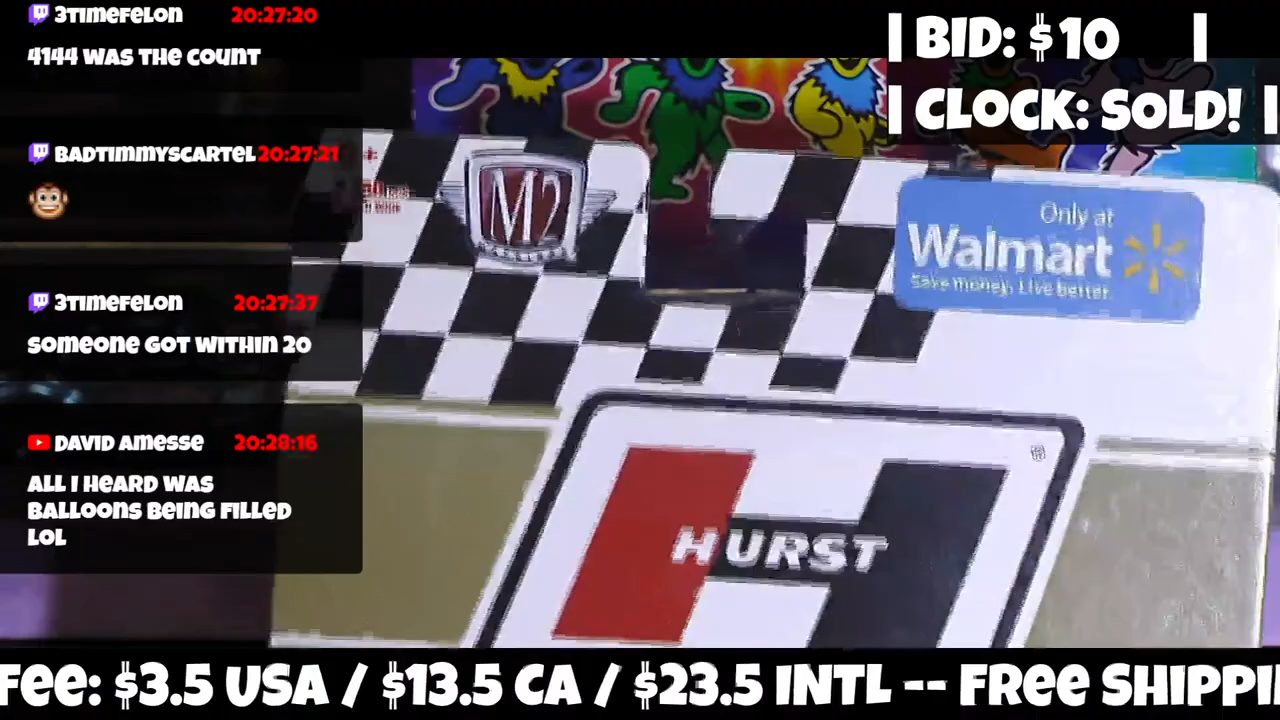 3TIMEFELON 20:27:20
4144 WAS THE COUNT
BADTIMMYSCARTEL 20:27:21
3TIMEFELON 20:27:37
SOMEONE GOT WITHIN 20
DAVID AMESSE 20:28:16
ALL I HEARD WAS
BALLOONS BEING FILLED
LOL
| BID: $10 |
| CLOCK: SOLD! |
M2
Only at
Walmart
Save money. Live better.
HURST
Fee: $3.5 USA / $13.5 CA / $23.5 INTL -- FREE SHIPPI